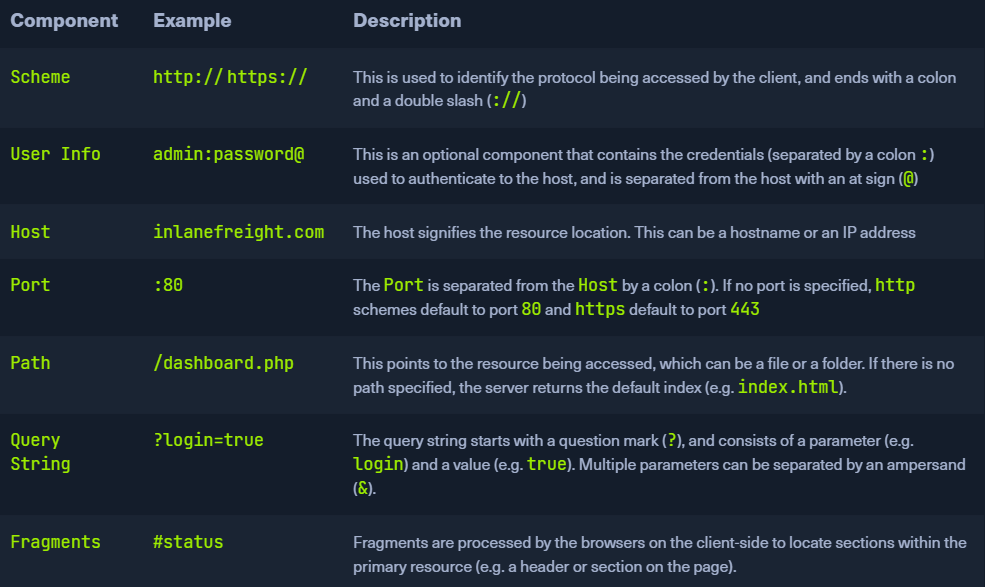 Component Example Description
Scheme http:// https:// This is used to identify the protocol being accessed by the client, and ends with a colon
and a double slash (://)
User Info admin:password@ This is an optional component that contains the credentials (separated by a colon :)
used to authenticate to the host, and is separated from the host with an at sign (@)
Host inlanefreight.com The host signifies the resource location. This can be a hostname or an IP address
Port :80 The Port is separated from the Host by a colon (:). If no port is specified, http
schemes default to port 80 and https default to port 443
Path /dashboard.php This points to the resource being accessed, which can be a file or a folder. If there is no
path specified, the server returns the default index (e.g. index.html).
Query ?login=true The query string starts with a question mark (?), and consists of a parameter (e.g.
String login) and a value (e.g. true). Multiple parameters can be separated by an ampersand
(&).
Fragments #status Fragments are processed by the browsers on the client-side to locate sections within the
primary resource (e.g. a header or section on the page).